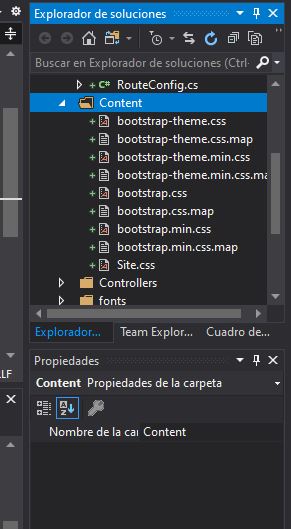 Explorador de soluciones
Buscar en Explorador de soluciones (Ctrl+
C# RouteConfig.cs
Content
bootstrap-theme.css
bootstrap-theme.css.map
bootstrap-theme.min.css
bootstrap-theme.min.css.ma
bootstrap.css
bootstrap.css.map
bootstrap.min.css
bootstrap.min.css.map
Site.css
Controllers
fonts
Explorador... Team Explor... Cuadro de...
LF
Propiedades
Content Propiedades de la carpeta
Nombre de la car Content